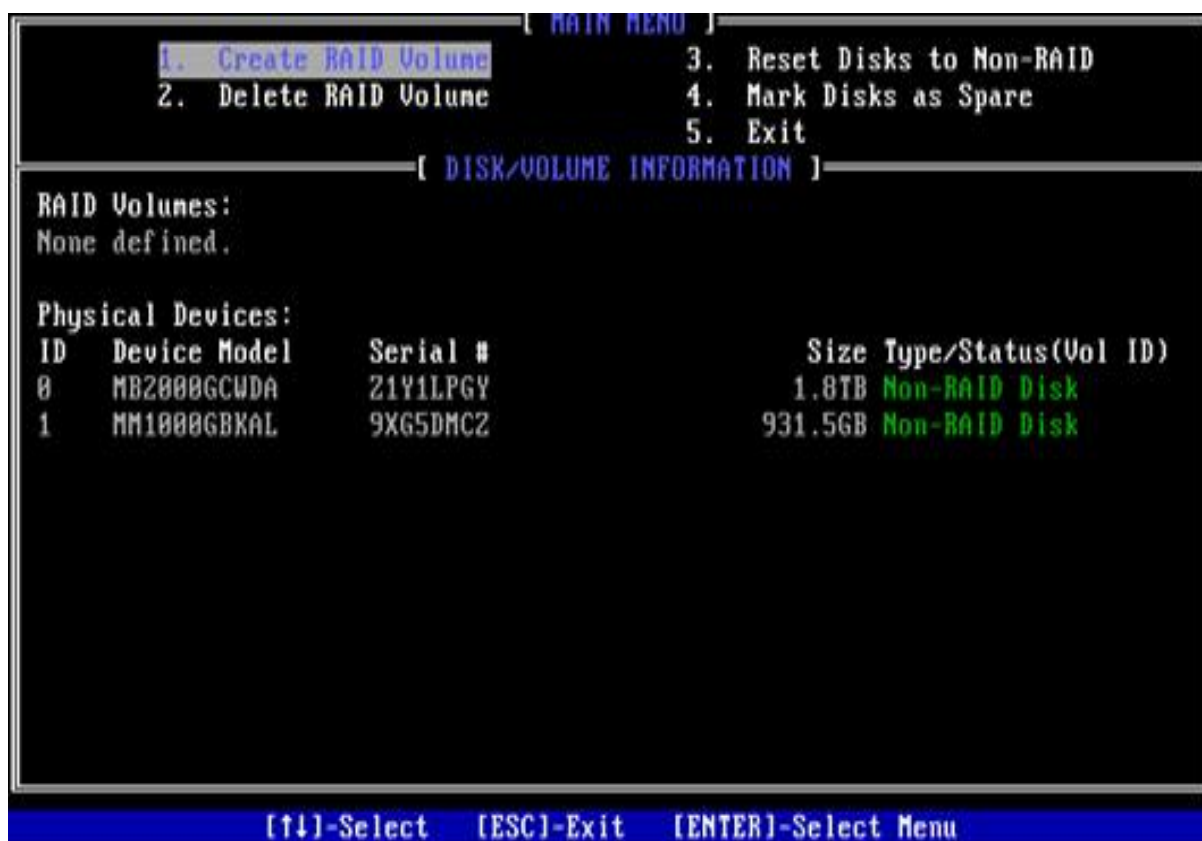 [ MAIN MENU ]
1. Create RAID Volume
2. Delete RAID Volume
3. Reset Disks to Non-RAID
4. Mark Disks as Spare
5. Exit
[ DISK/VOLUME INFORMATION ]
RAID Volumes:
None defined.
Physical Devices:
ID Device Model Serial # Size Type/Status(Vol ID)
0 MB2000GCWDA Z1Y1LPGY 1.8TB Non-RAID Disk
1 MM1000GBKAL 9XG5DMCZ 931.5GB Non-RAID Disk
[↑↓]-Select [ESC]-Exit [ENTER]-Select Menu